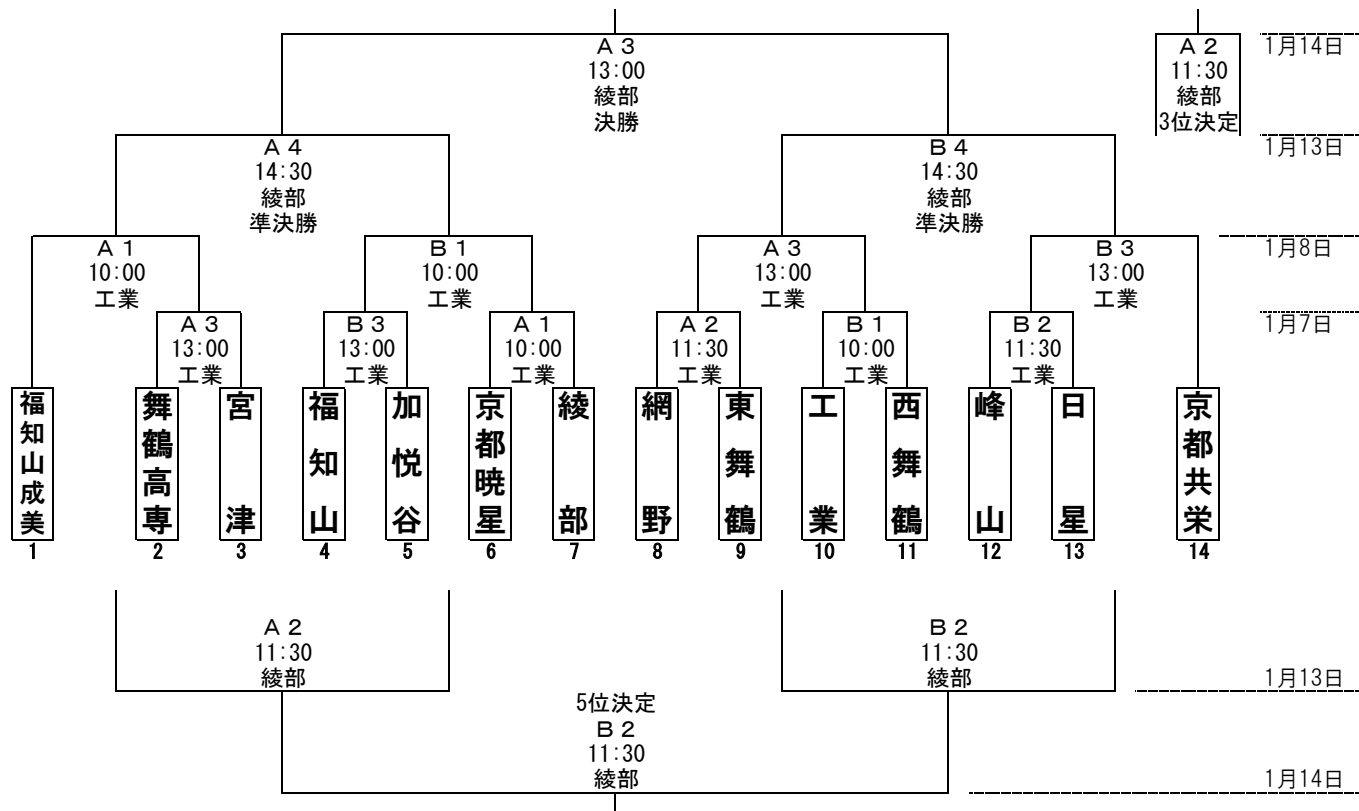 Ａ３
13:00
綾部
決勝
Ａ２
11:30
綾部
3位決定
1月14日
Ａ４
14:30
綾部
準決勝
Ｂ４
14:30
綾部
準決勝
1月13日
Ａ１
10:00
工業
Ｂ１
10:00
工業
Ａ３
13:00
工業
Ｂ３
13:00
工業
1月8日
Ａ３
13:00
工業
Ｂ３
13:00
工業
Ａ１
10:00
工業
Ａ２
11:30
工業
Ｂ１
10:00
工業
Ｂ２
11:30
工業
1月7日
福知山成美
1
舞鶴高専
2
宮津
3
福知山
4
加悦谷
5
京都暁星
6
綾部
7
網野
8
東舞鶴
9
工業
10
西舞鶴
11
峰山
12
日星
13
京都共栄
14
Ａ２
11:30
綾部
Ｂ２
11:30
綾部
1月13日
5位決定
Ｂ２
11:30
綾部
1月14日